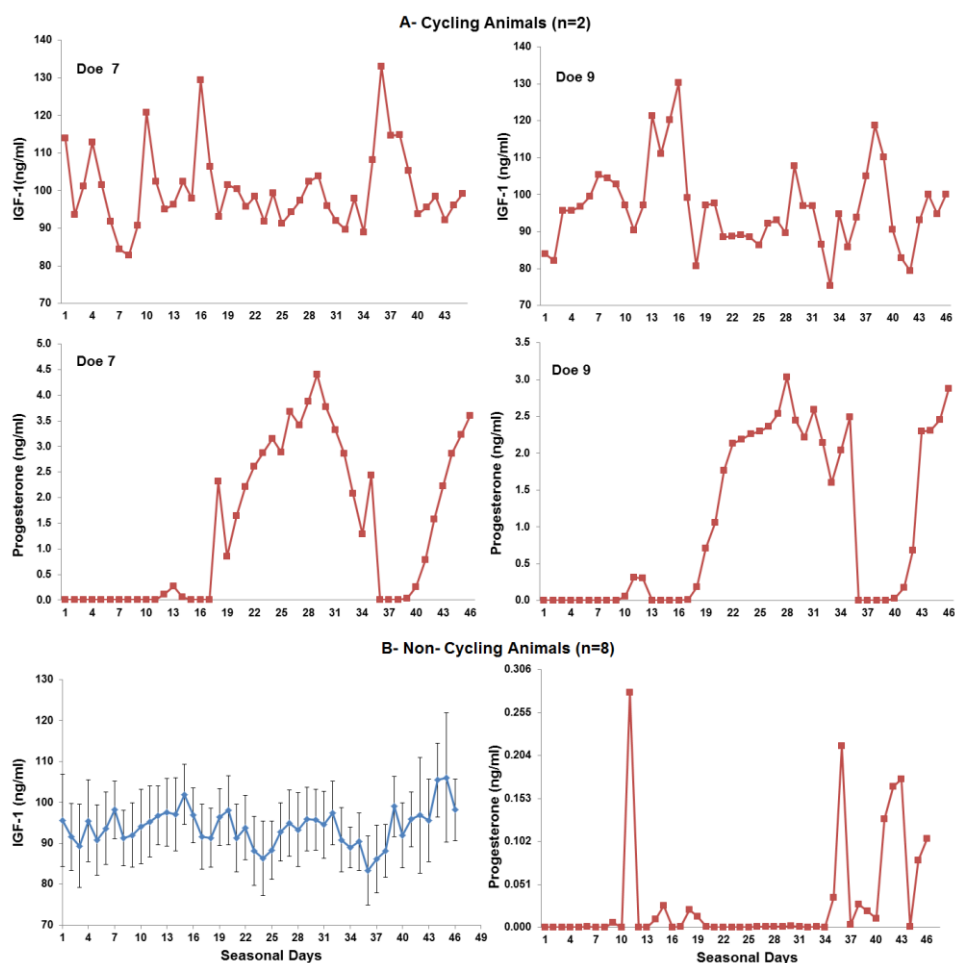 A- Cycling Animals (n=2)
Doe 7
IGF-1(ng/ml)
140
130
120
110
100
90
80
70
1 4 7 10 13 16 19 22 25 28 31 34 37 40 43
Doe 9
IGF-1 (ng/ml)
140
130
120
110
100
90
80
70
1 4 7 10 13 16 19 22 25 28 31 34 37 40 43 46
Doe 7
Progesterone (ng/ml)
5.0
4.5
4.0
3.5
3.0
2.5
2.0
1.5
1.0
0.5
0.0
1 4 7 10 13 16 19 22 25 28 31 34 37 40 43 46
Doe 9
Progesterone (ng/ml)
3.5
3.0
2.5
2.0
1.5
1.0
0.5
0.0
1 4 7 10 13 16 19 22 25 28 31 34 37 40 43 46
B- Non- Cycling Animals (n=8)
IGF-1 (ng/ml)
130
120
110
100
90
80
70
1 4 7 10 13 16 19 22 25 28 31 34 37 40 43 46 49
Seasonal Days
Progesterone (ng/ml)
0.306
0.255
0.204
0.153
0.102
0.051
0.000
1 4 7 10 13 16 19 22 25 28 31 34 37 40 43 46
Seasonal Days